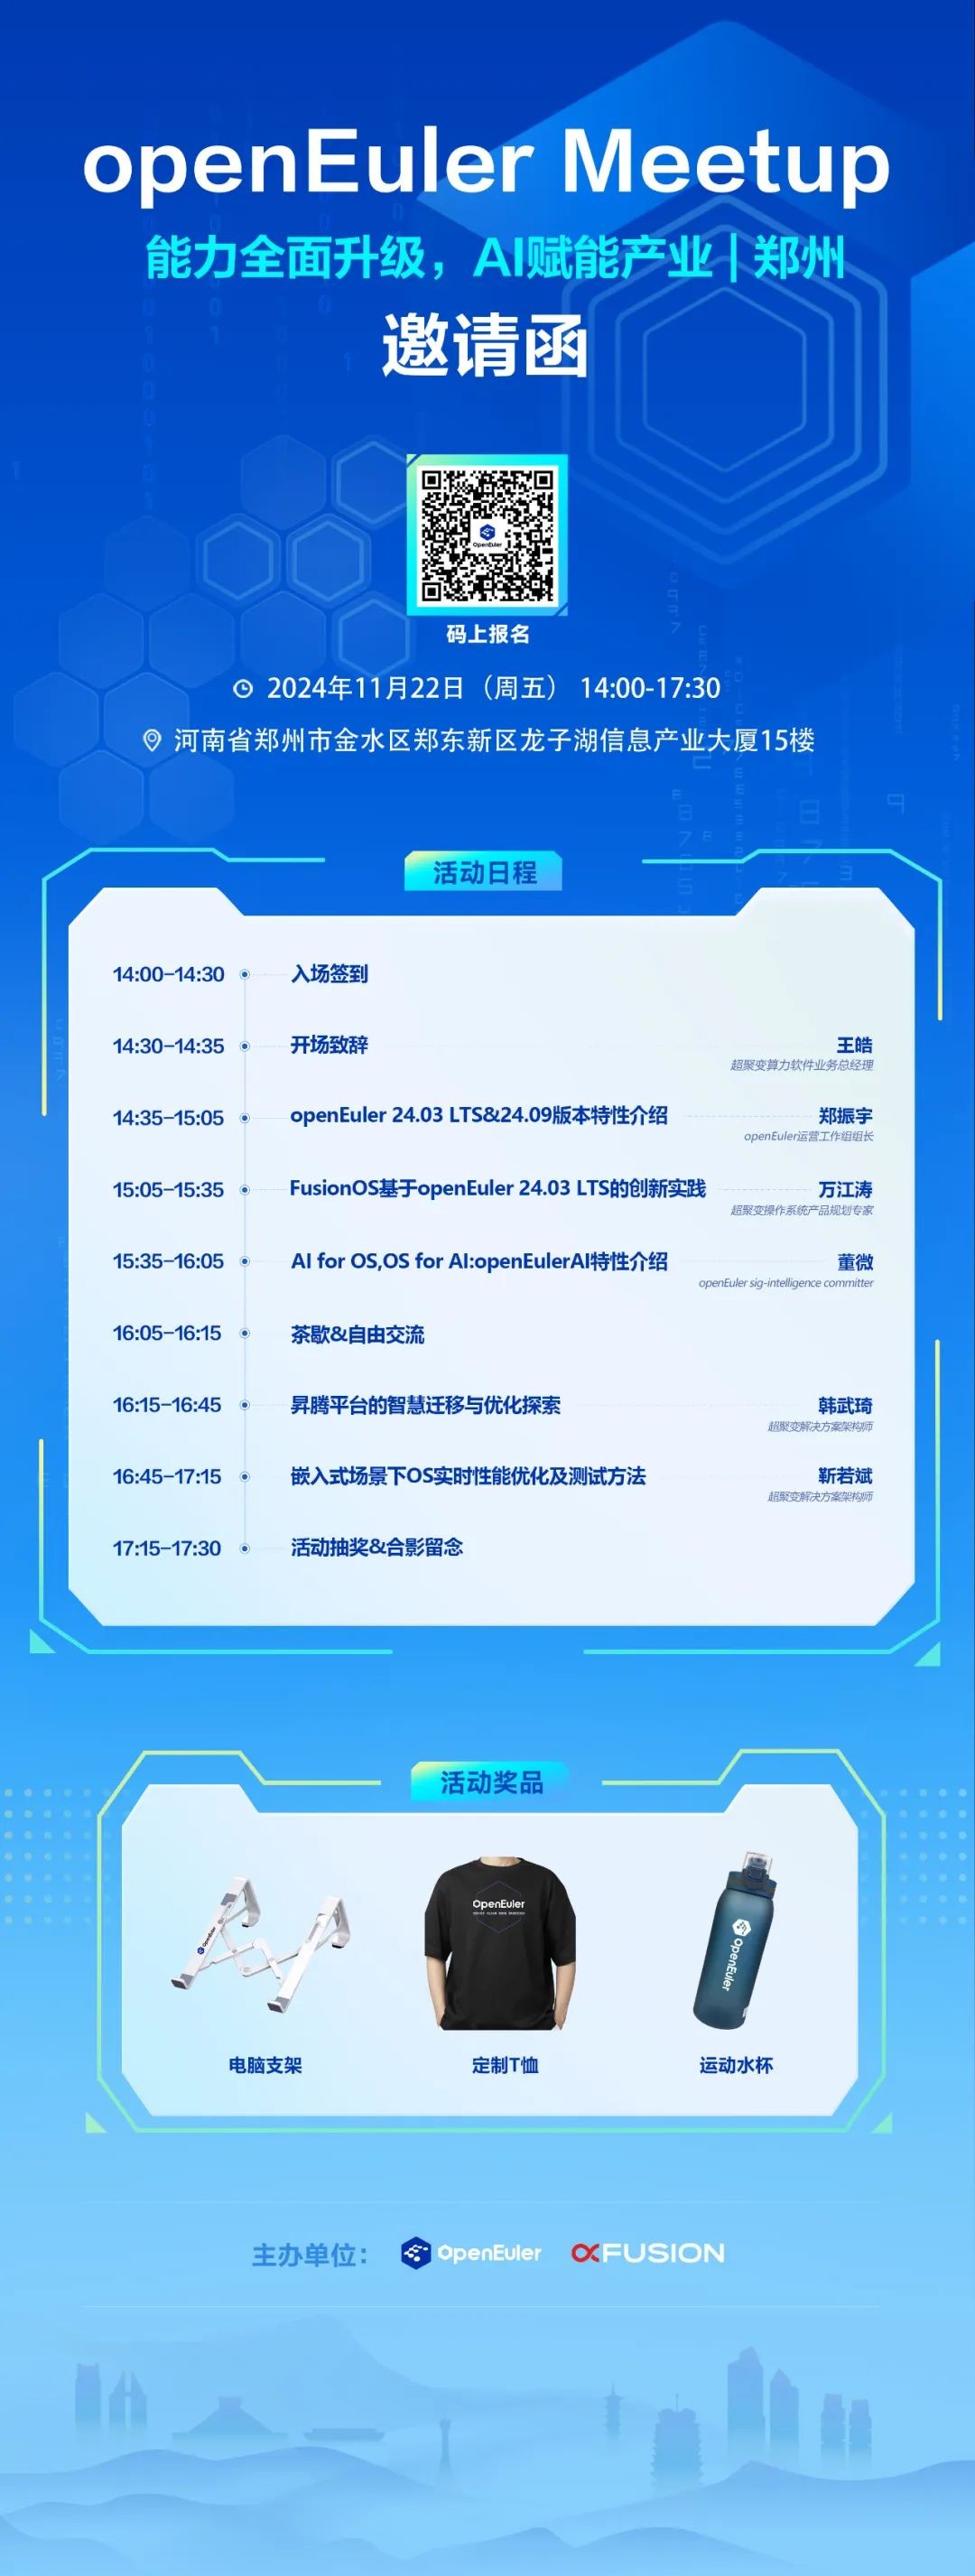 openEuler Meetup
能力全面升级，AI赋能产业 | 郑州
邀请函
openEuler
码上报名
2024年11月22日（周五） 14:00-17:30
河南省郑州市金水区郑东新区龙子湖信息产业大厦15楼
活动日程
14:00-14:30 入场签到
14:30-14:35 开场致辞 王皓
超聚变算力软件业务总经理
14:35-15:05 openEuler 24.03 LTS&24.09版本特性介绍 郑振宇
openEuler运营工作组组长
15:05-15:35 FusionOS基于openEuler 24.03 LTS的创新实践 万江涛
超聚变操作系统产品规划专家
15:35-16:05 AI for OS,OS for AI:openEulerAI特性介绍 董微
openEuler sig-intelligence committer
16:05-16:15 茶歇&自由交流
16:15-16:45 昇腾平台的智慧迁移与优化探索 韩武琦
超聚变解决方案架构师
16:45-17:15 嵌入式场景下OS实时性能优化及测试方法 靳若斌
超聚变解决方案架构师
17:15-17:30 活动抽奖&合影留念
活动奖品
openEuler
openEuler
openEuler
电脑支架 定制T恤 运动水杯
主办单位： openEuler XFUSION